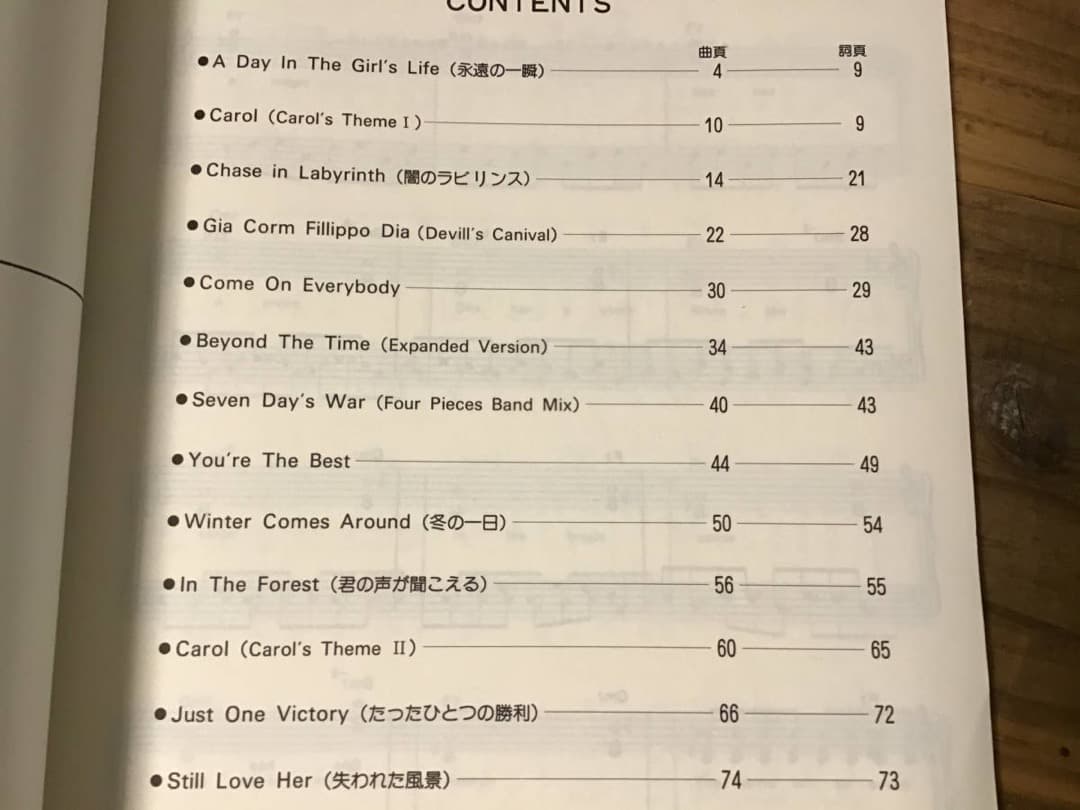 CONTENTS
曲頁 詞頁
●A Day In The Girl's Life (永遠の一瞬) 4 9
●Carol (Carol's Theme I) 10 9
●Chase in Labyrinth (闇のラビリンス) 14 21
●Gia Corm Fillippo Dia (Devill's Canival) 22 28
●Come On Everybody 30 29
●Beyond The Time (Expanded Version) 34 43
●Seven Day's War (Four Pieces Band Mix) 40 43
●You're The Best 44 49
●Winter Comes Around (冬の一日) 50 54
●In The Forest (君の声が聞こえる) 56 55
●Carol (Carol's Theme II) 60 65
●Just One Victory (たったひとつの勝利) 66 72
●Still Love Her (失われた風景) 74 73